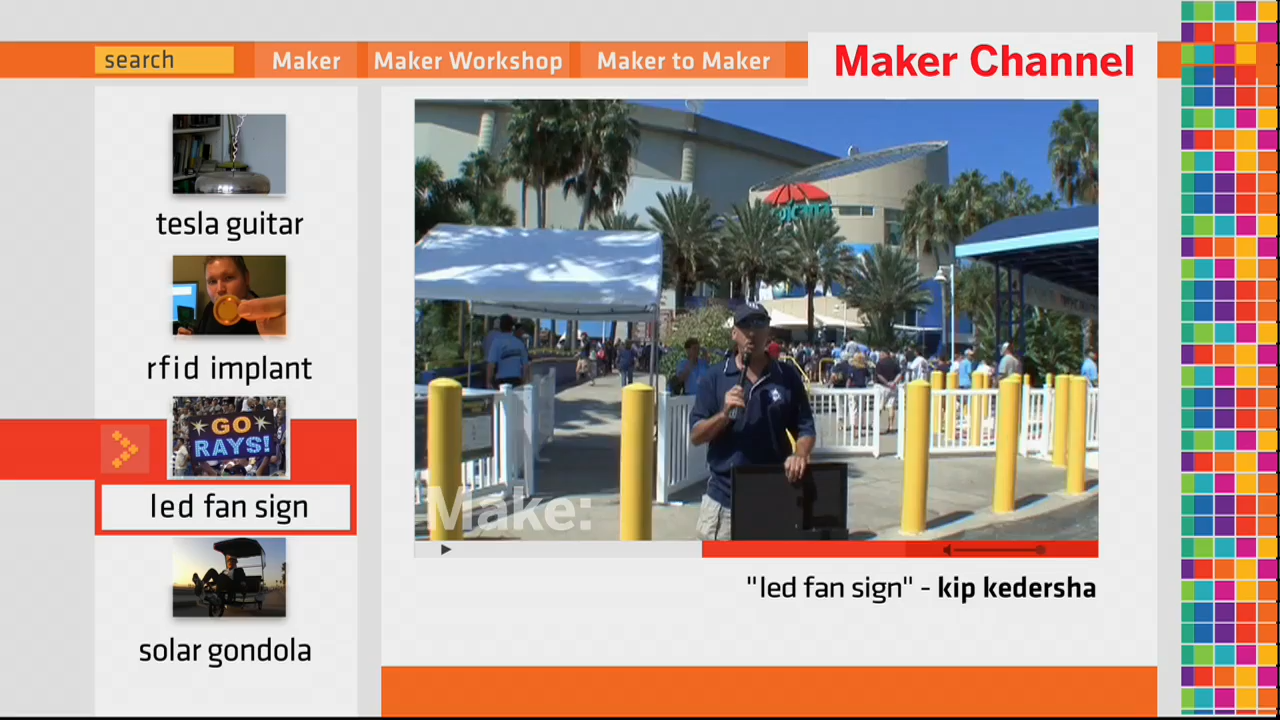 search
Maker
Maker Workshop
Maker to Maker
Maker Channel
tesla guitar
rfid implant
GO
RAYS!
led fan sign
solar gondola
Make:
"led fan sign" - kip kedersha